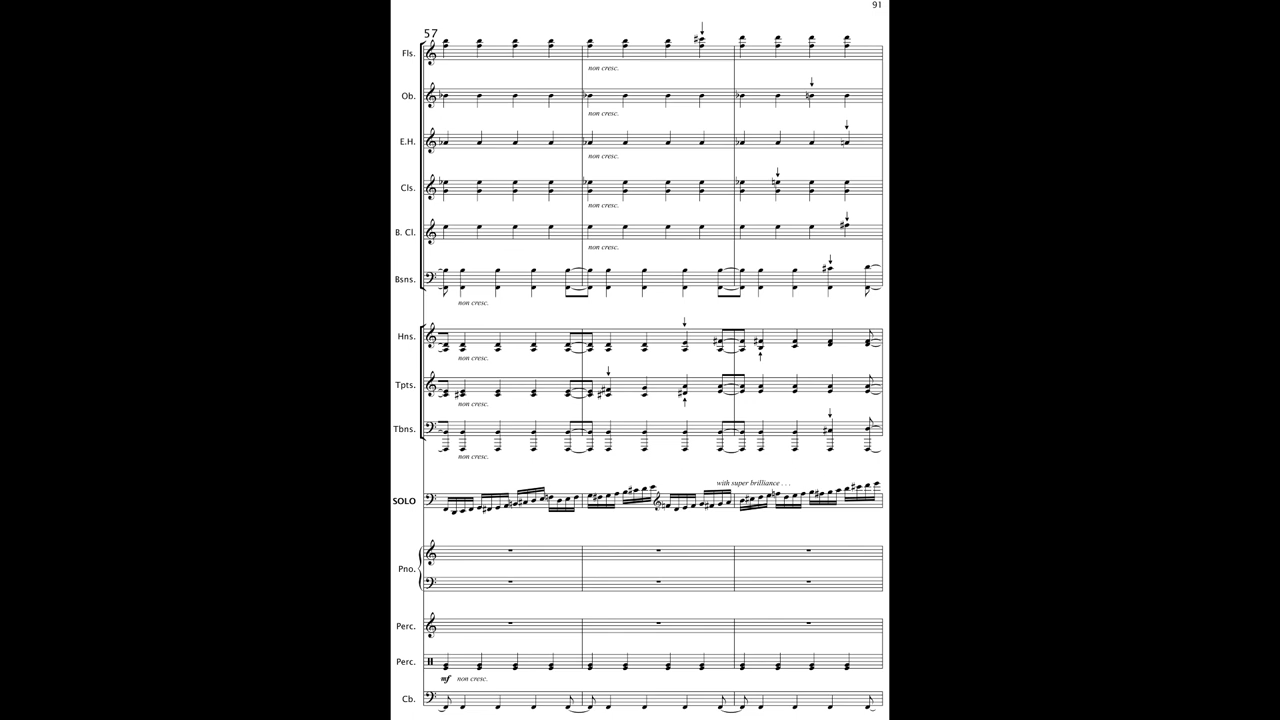 91
57
Fls.
non cresc.
Ob.
non cresc.
E.H.
non cresc.
Cls.
non cresc.
B. Cl.
non cresc.
Bsns.
non cresc.
Hns.
non cresc.
Tpts.
non cresc.
Tbns.
non cresc.
with super brilliance . . .
SOLO
Pno.
Perc.
Perc.
mf non cresc.
Cb.